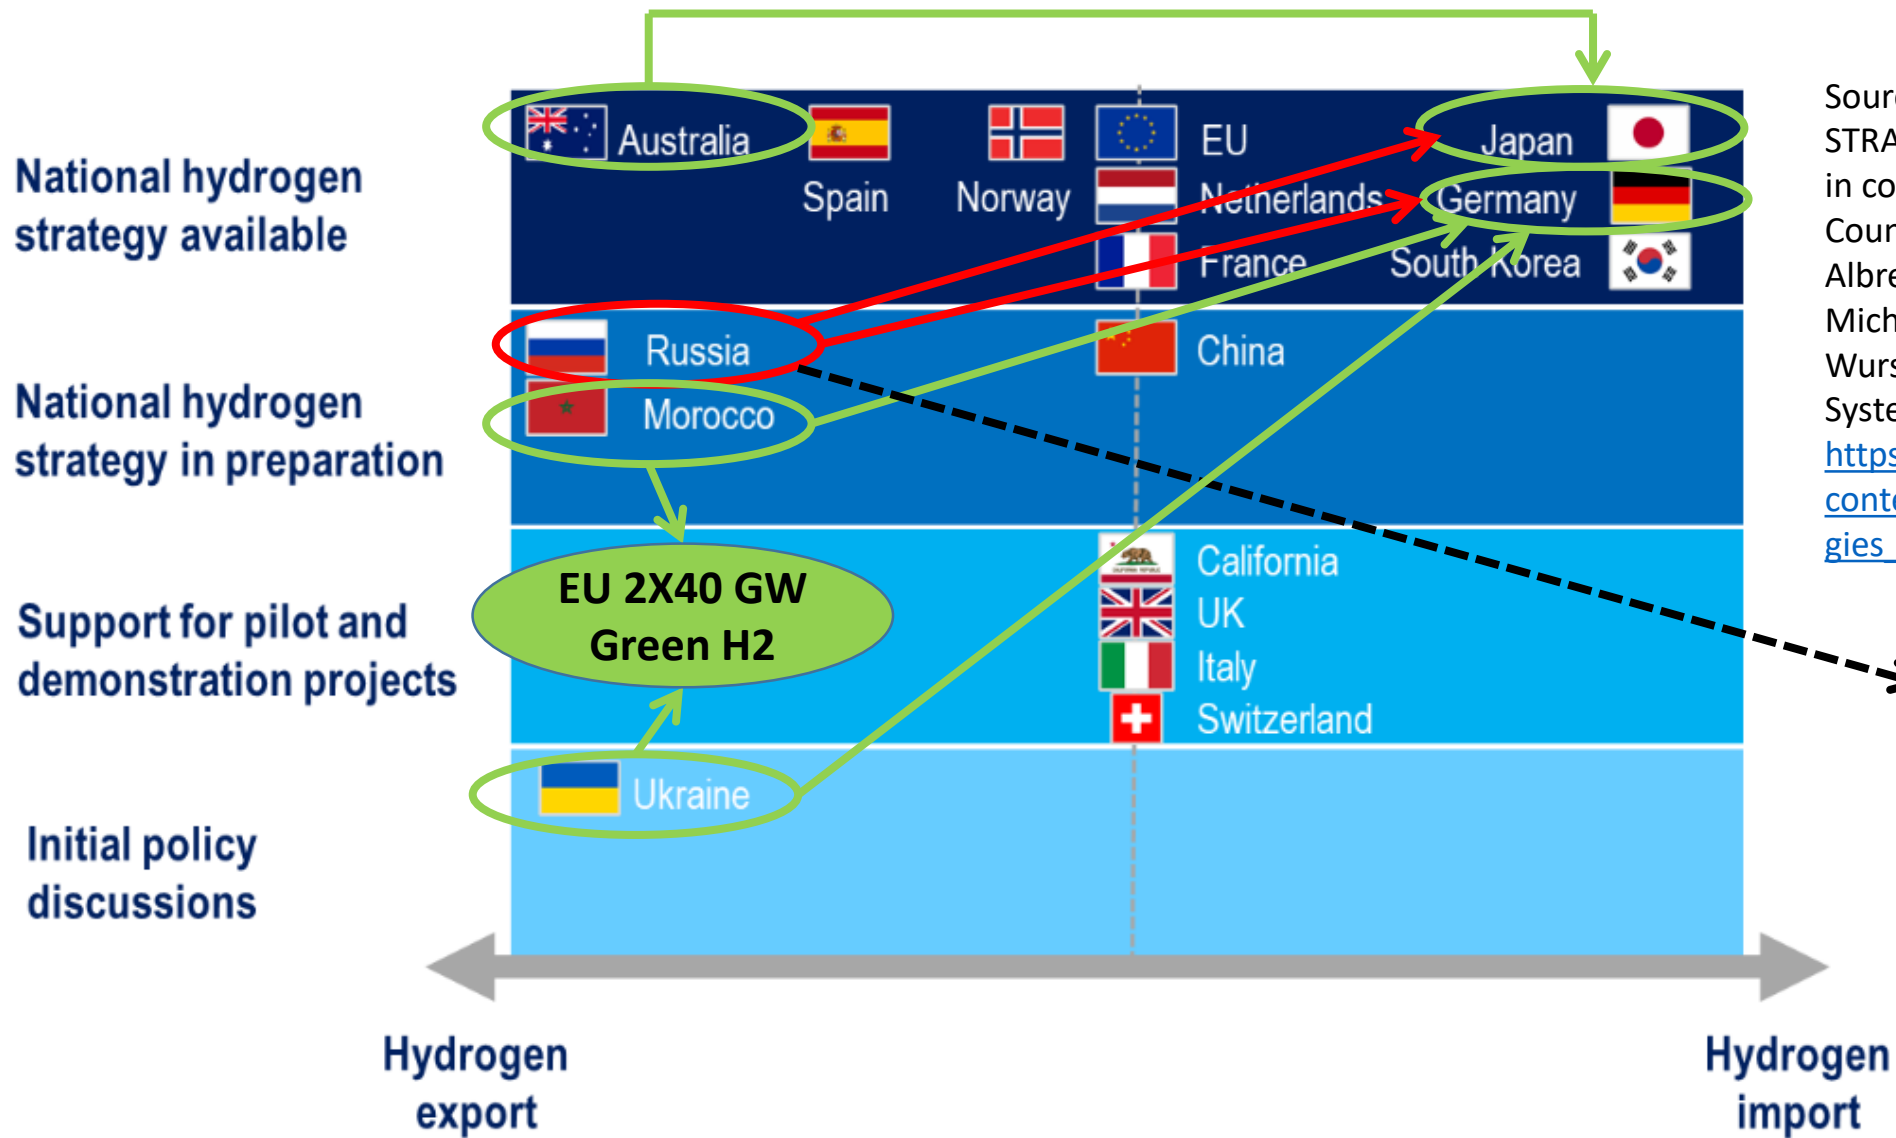 National hydrogen
strategy available
Australia
Spain
Norway
EU
Netherlands
France
Japan
Germany
South Korea
National hydrogen
strategy in preparation
Russia
Morocco
China
Support for pilot and
demonstration projects
EU 2X40 GW
Green H2
California
UK
Italy
Switzerland
Initial policy
discussions
Ukraine
Hydrogen
export
Hydrogen
import
Sour
STRA
in co
Coun
Albre
Mich
Wurs
Syste
https
conte
gies_